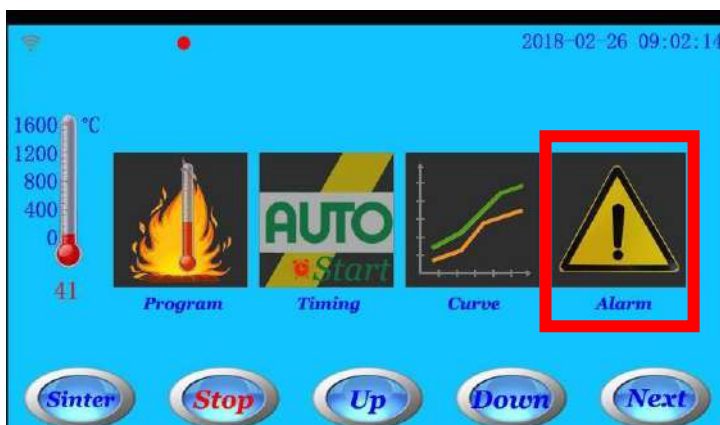 2018-02-26 09:02:14
1600 °C
1200
800
400
0
41
AUTO
Start
Program
Timing
Curve
Alarm
Sinter
Stop
Up
Down
Next